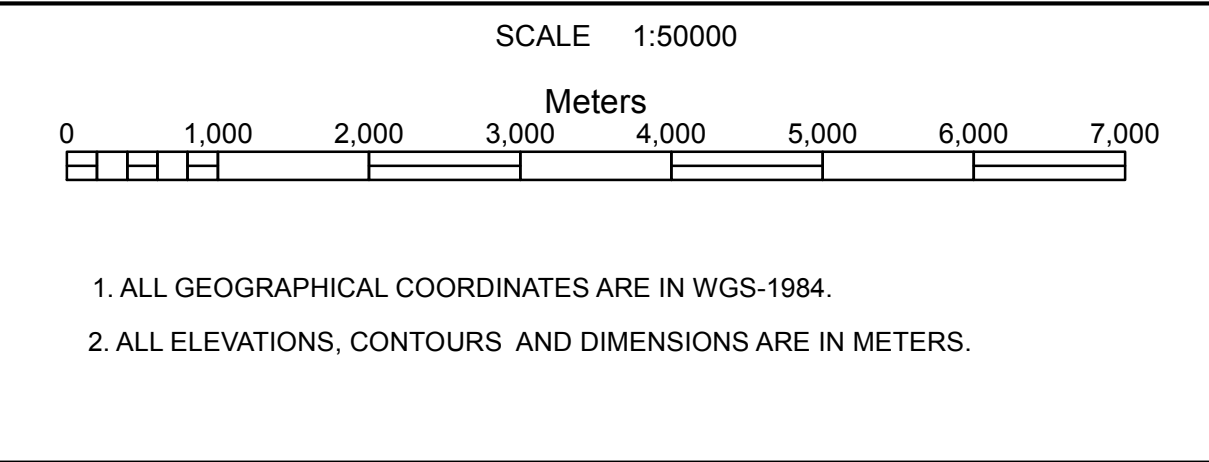 SCALE 1:50000
Meters
0 1,000 2,000 3,000 4,000 5,000 6,000 7,000
1. ALL GEOGRAPHICAL COORDINATES ARE IN WGS-1984.
2. ALL ELEVATIONS, CONTOURS AND DIMENSIONS ARE IN METERS.